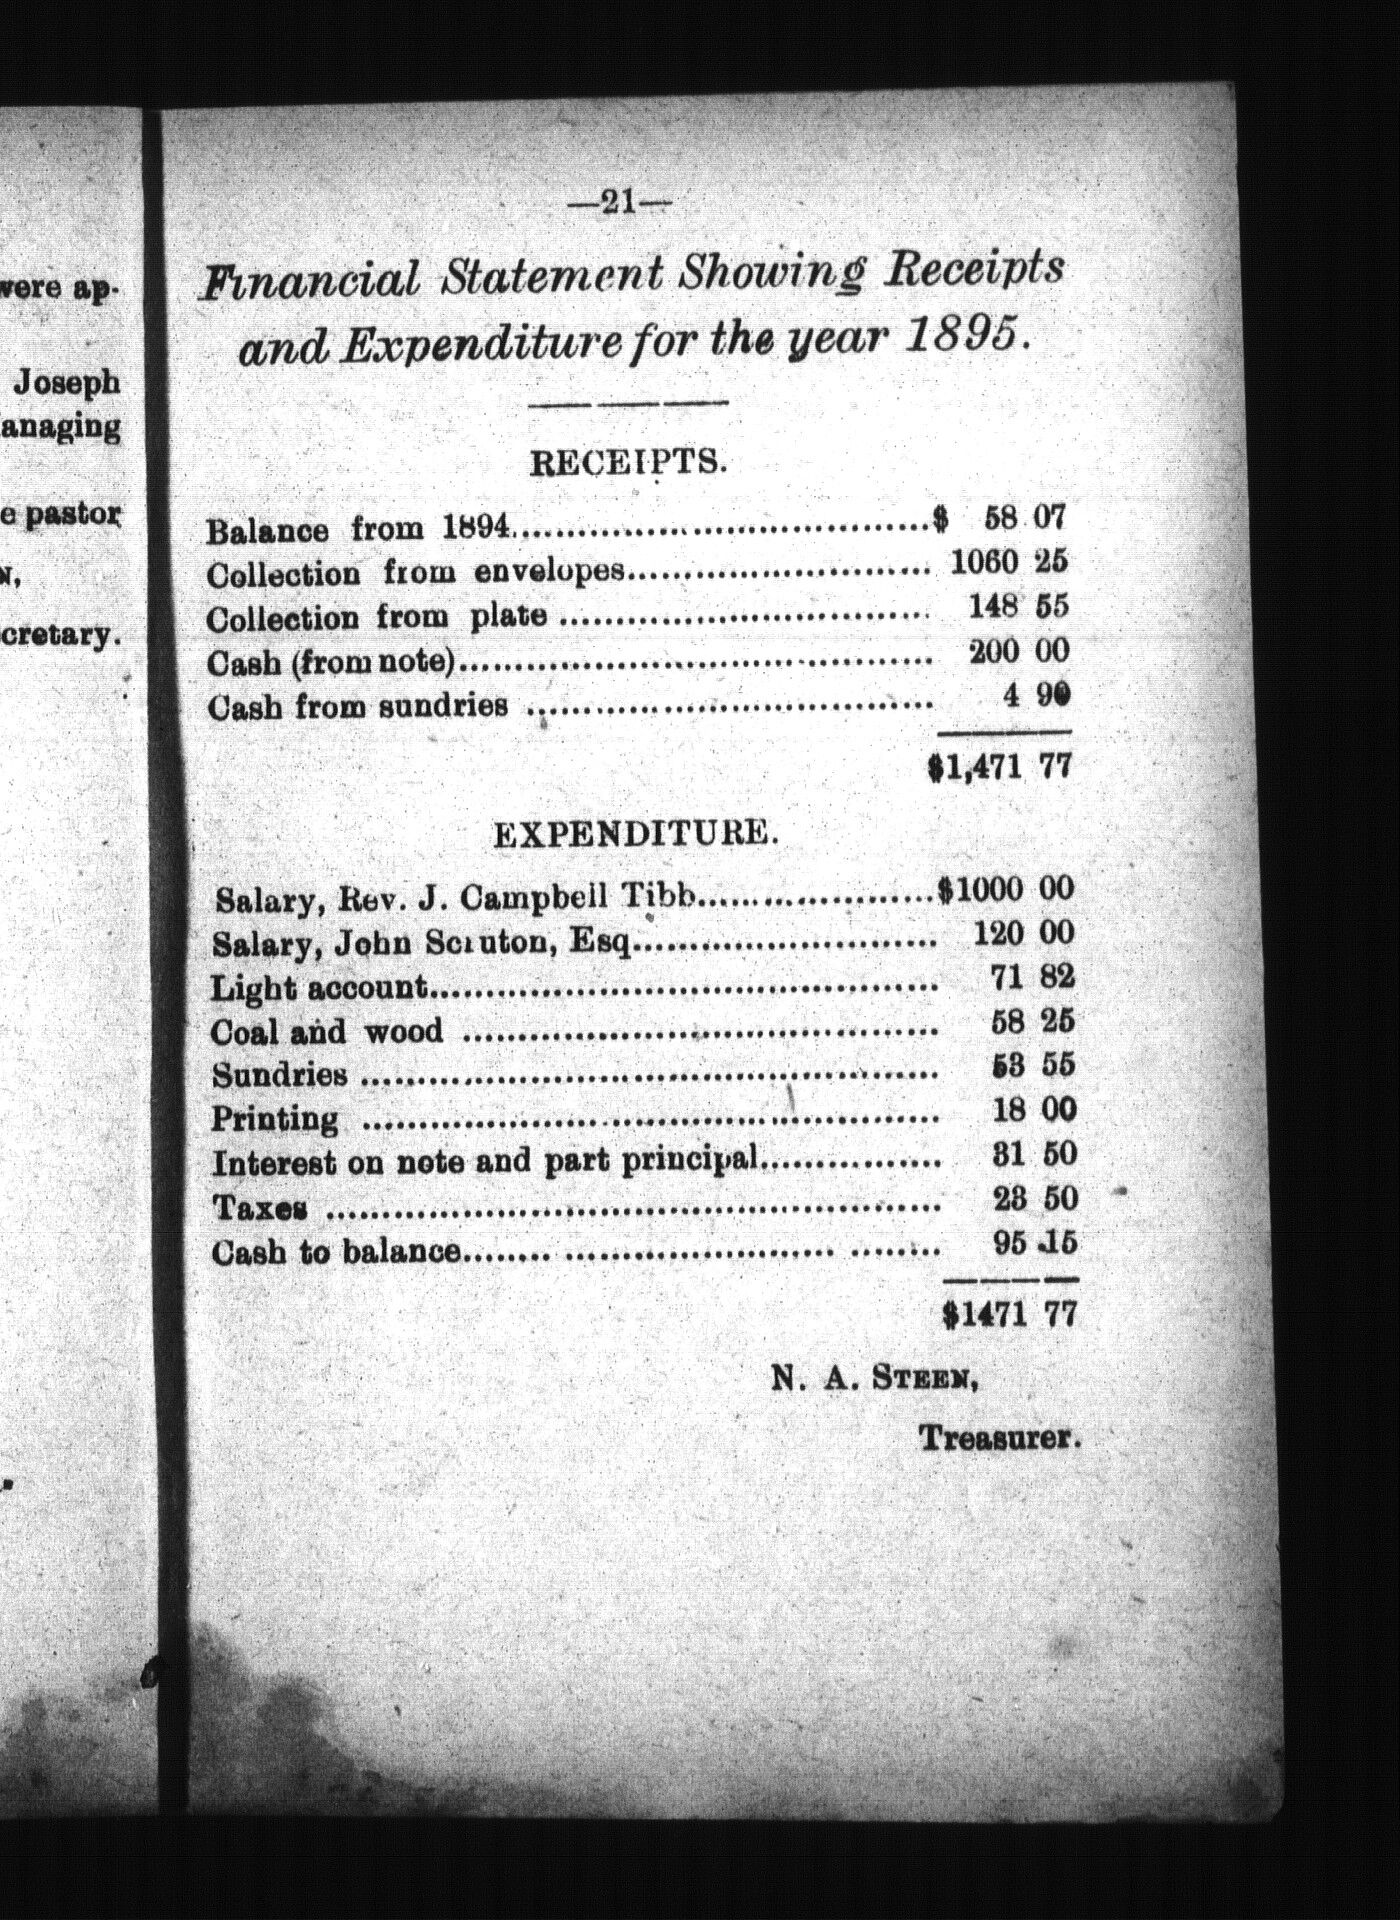 were ap-
Joseph
anaging
e pastor
N,
cretary.
—21—
Financial Statement Showing Receipts
and Expenditure for the year 1895.
RECEIPTS.
Balance from 1894....................................$ 58 07
Collection from envelopes........................... 1060 25
Collection from plate ................................. 148 55
Cash (from note).......................................... 200 00
Cash from sundries .................................... 4 90
$1,471 77
EXPENDITURE.
Salary, Rev. J. Campbell Tibb.....................$1000 00
Salary, John Scruton, Esq........................... 120 00
Light account............................................. 71 82
Coal and wood .......................................... 58 25
Sundries ................................................... 53 55
Printing ................................................... 18 00
Interest on note and part principal................ 31 50
Taxes ...................................................... 23 50
Cash to balance........ ........................ ........ 95 15
$1471 77
N. A. STEEN,
Treasurer.